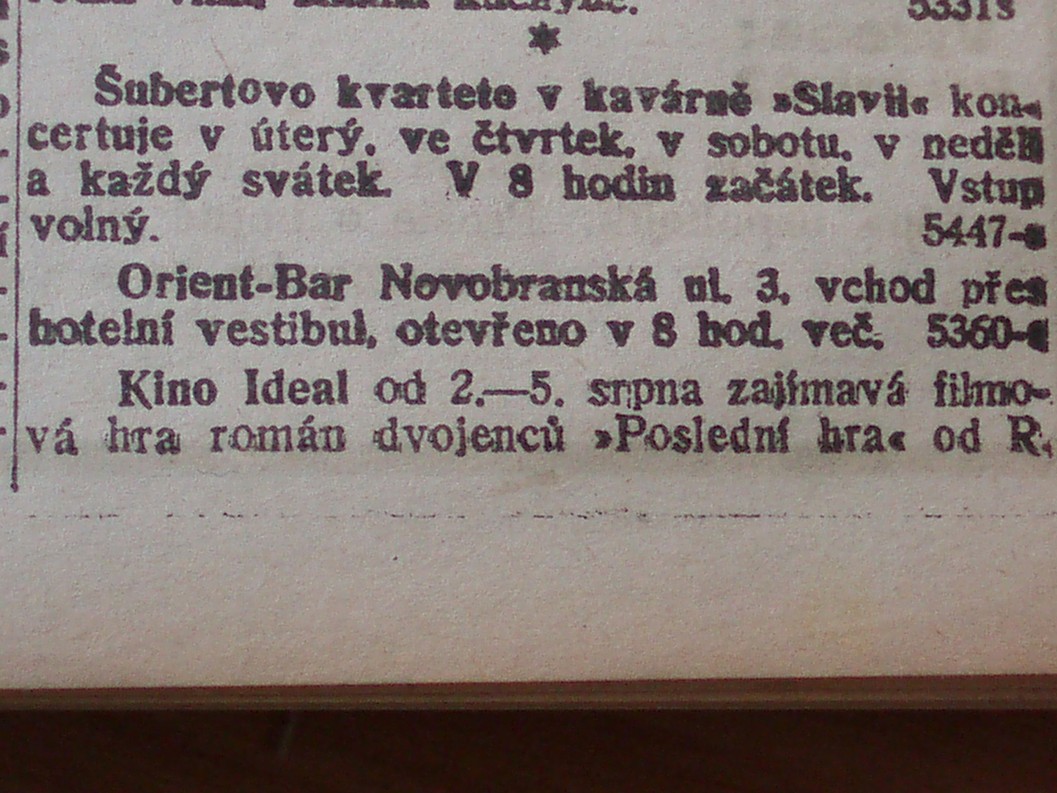 5331s
*
Šubertovo kvarteto v kavárně »Slavii« kon-
certuje v úterý, ve čtvrtek, v sobotu, v neděli
a každý svátek. V 8 hodin začátek. Vstup
volný. 5447-s
Orient-Bar Novobranská ul. 3, vchod přes
hotelní vestibul, otevřeno v 8 hod. več. 5360-s
Kino Ideal od 2.—5. srpna zajímavá filmo-
vá hra román dvojenců »Poslední hra« od R.